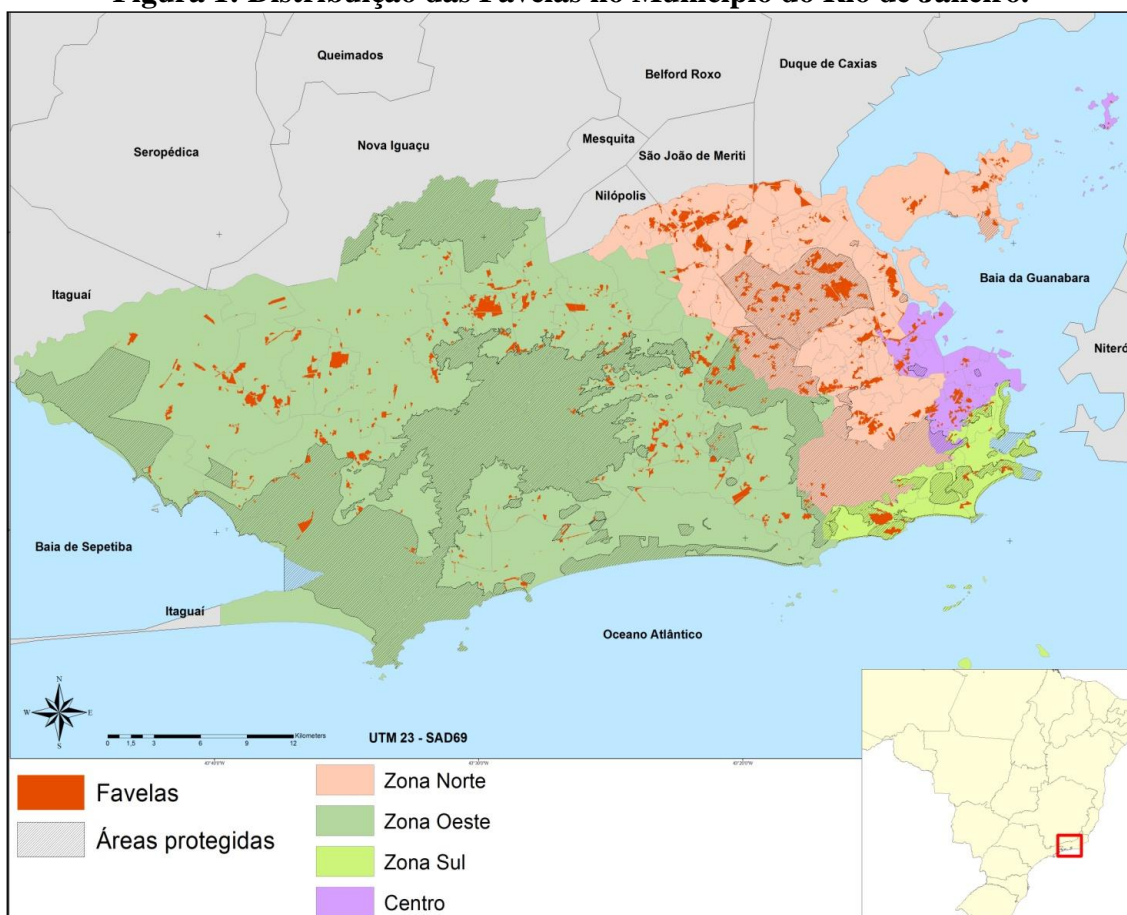 Figura 1: Distribuição das Favelas no Município do Rio de Janeiro.
Queimados
Belford Roxo
Duque de Caxias
Seropédica
Nova Iguaçu
Mesquita
São João de Meriti
Nilópolis
Itaguaí
Baia da Guanabara
Niteró
Baia de Sepetiba
Itaguaí
Oceano Atlântico
N
W
E
S
0 1,5 3 6 9 12
Kilometers
UTM 23 - SAD69
Favelas
Áreas protegidas
Zona Norte
Zona Oeste
Zona Sul
Centro